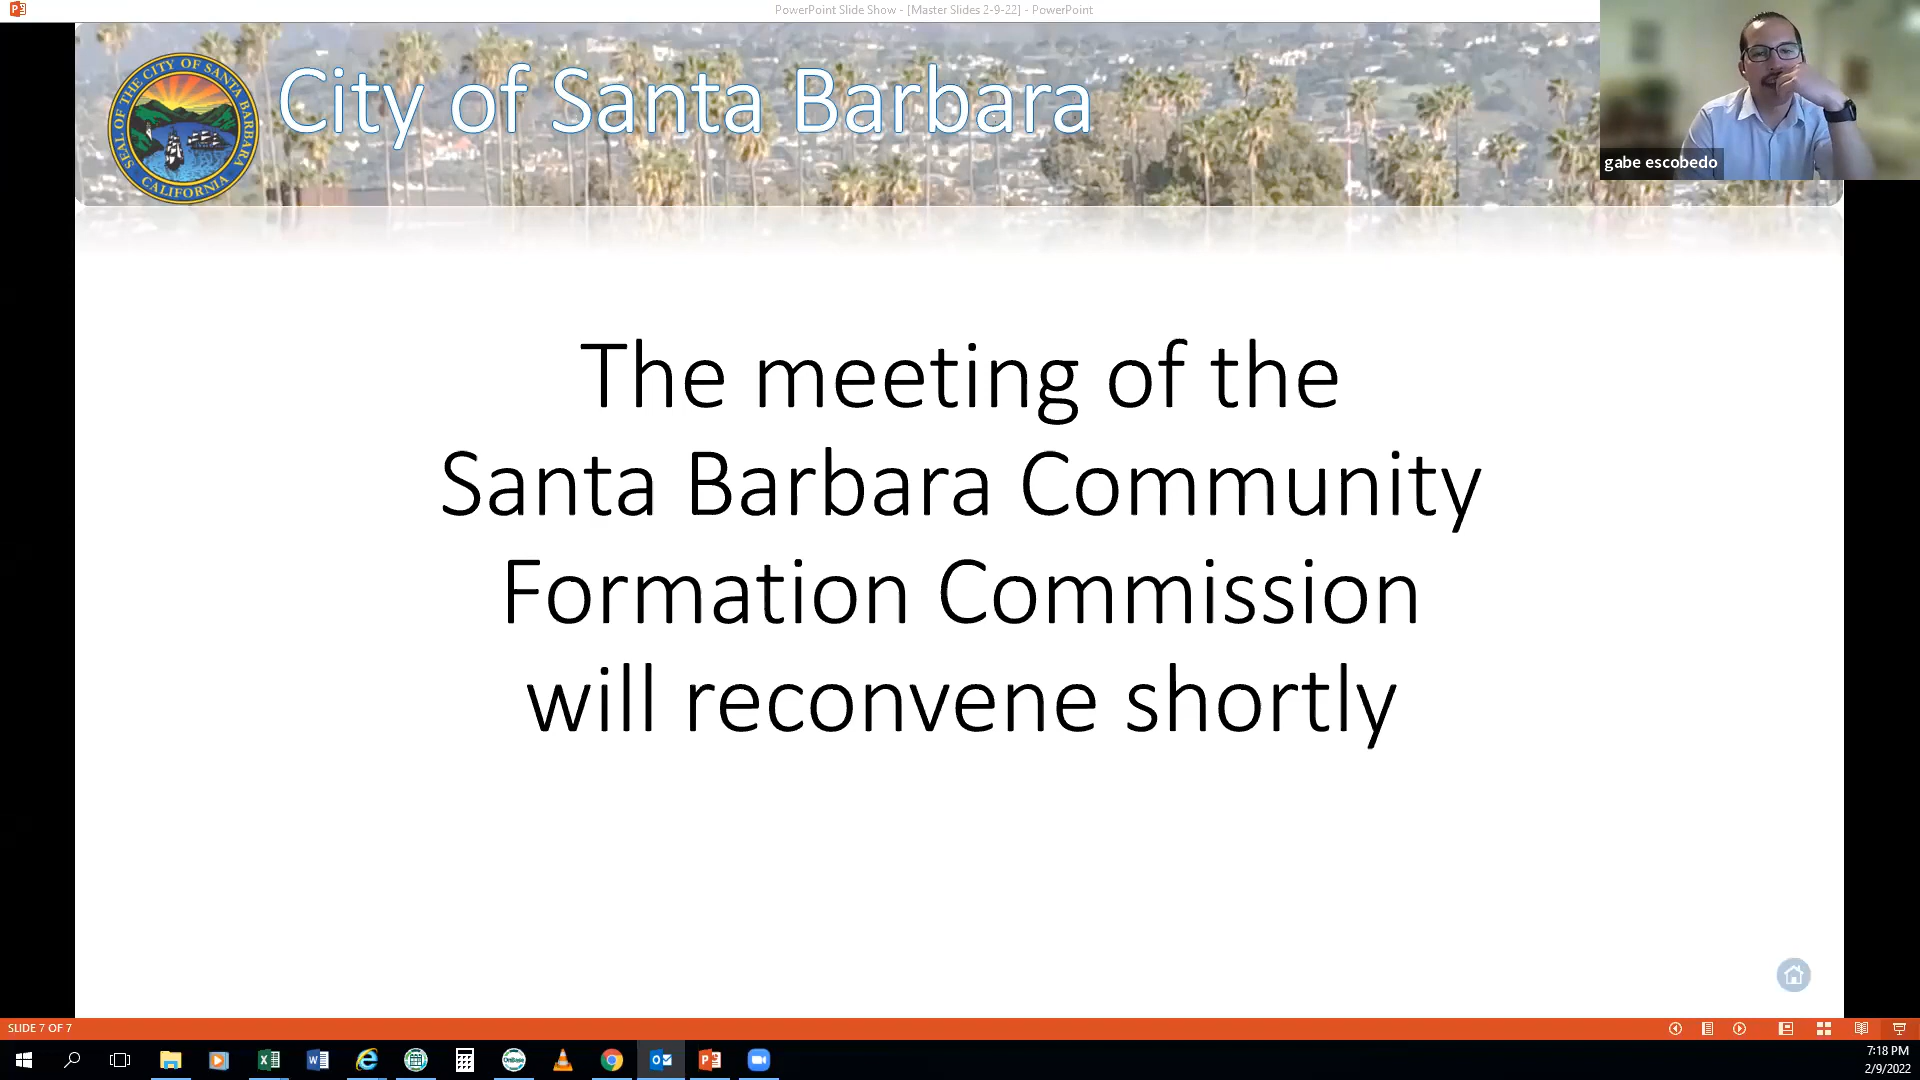 PowerPoint Slide Show - [Master Slides 2-9-22] - PowerPoint
SEAL OF THE CITY OF SANTA BARBARA
CALIFORNIA
City of Santa Barbara
gabe escobedo
The meeting of the
Santa Barbara Community
Formation Commission
will reconvene shortly
SLIDE 7 OF 7
7:18 PM
2/9/2022